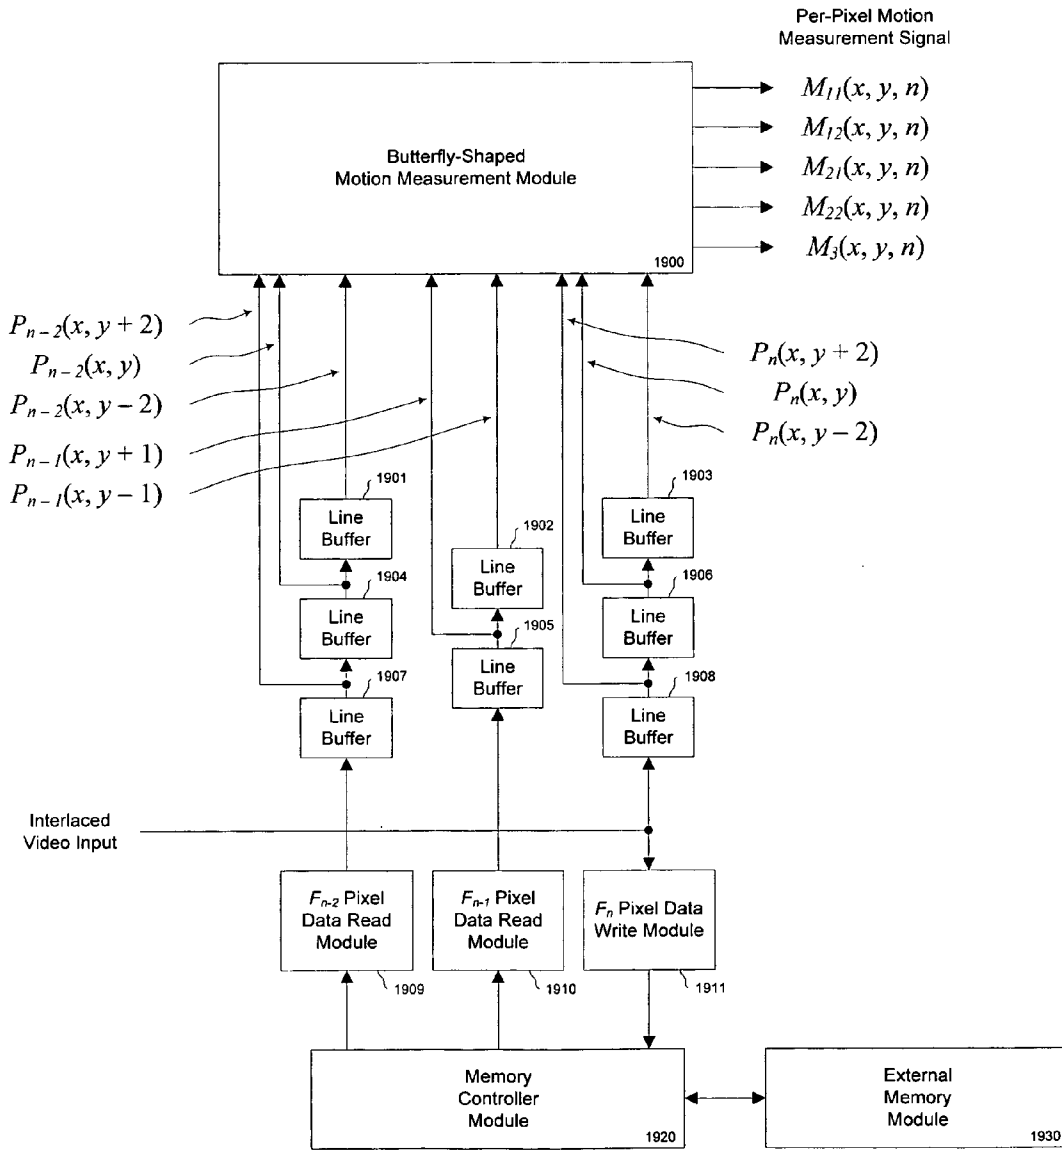 Per-Pixel Motion
Measurement Signal
M11(x, y, n)
M12(x, y, n)
M21(x, y, n)
M22(x, y, n)
M3(x, y, n)
Butterfly-Shaped
Motion Measurement Module
1900
Pn−2(x, y + 2)
Pn−2(x, y)
Pn−2(x, y − 2)
Pn−1(x, y + 1)
Pn−1(x, y − 1)
Pn(x, y + 2)
Pn(x, y)
Pn(x, y − 2)
1901
Line
Buffer
1902
Line
Buffer
1903
Line
Buffer
1904
Line
Buffer
1905
Line
Buffer
1906
Line
Buffer
1907
Line
Buffer
1908
Line
Buffer
Interlaced
Video Input
Fn-2 Pixel
Data Read
Module
1909
Fn-1 Pixel
Data Read
Module
1910
Fn Pixel Data
Write Module
1911
Memory
Controller
Module
1920
External
Memory
Module
1930